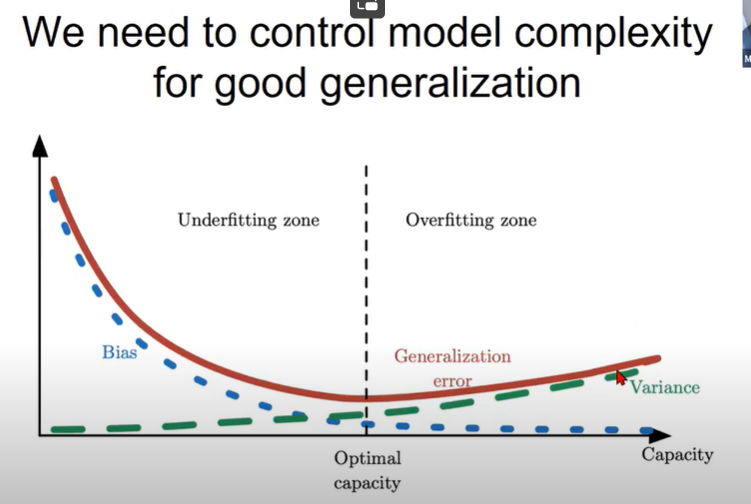 We need to control model complexity
for good generalization
Underfitting zone
Overfitting zone
Bias
Generalization
error
Variance
Optimal
capacity
Capacity
M